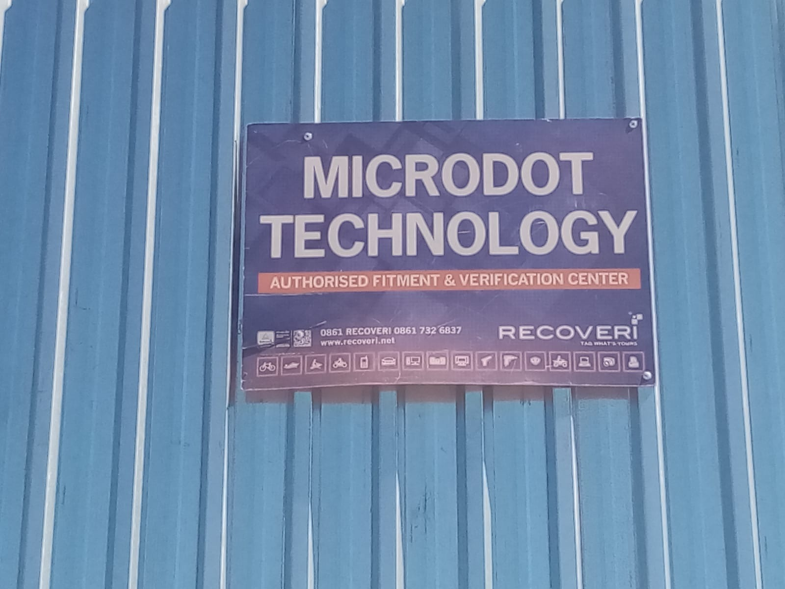 MICRODOT
TECHNOLOGY
AUTHORISED FITMENT & VERIFICATION CENTER
0861 RECOVERI 0861 732 6837
www.recoveri.net
RECOVERI
TAG WHAT'S YOURS